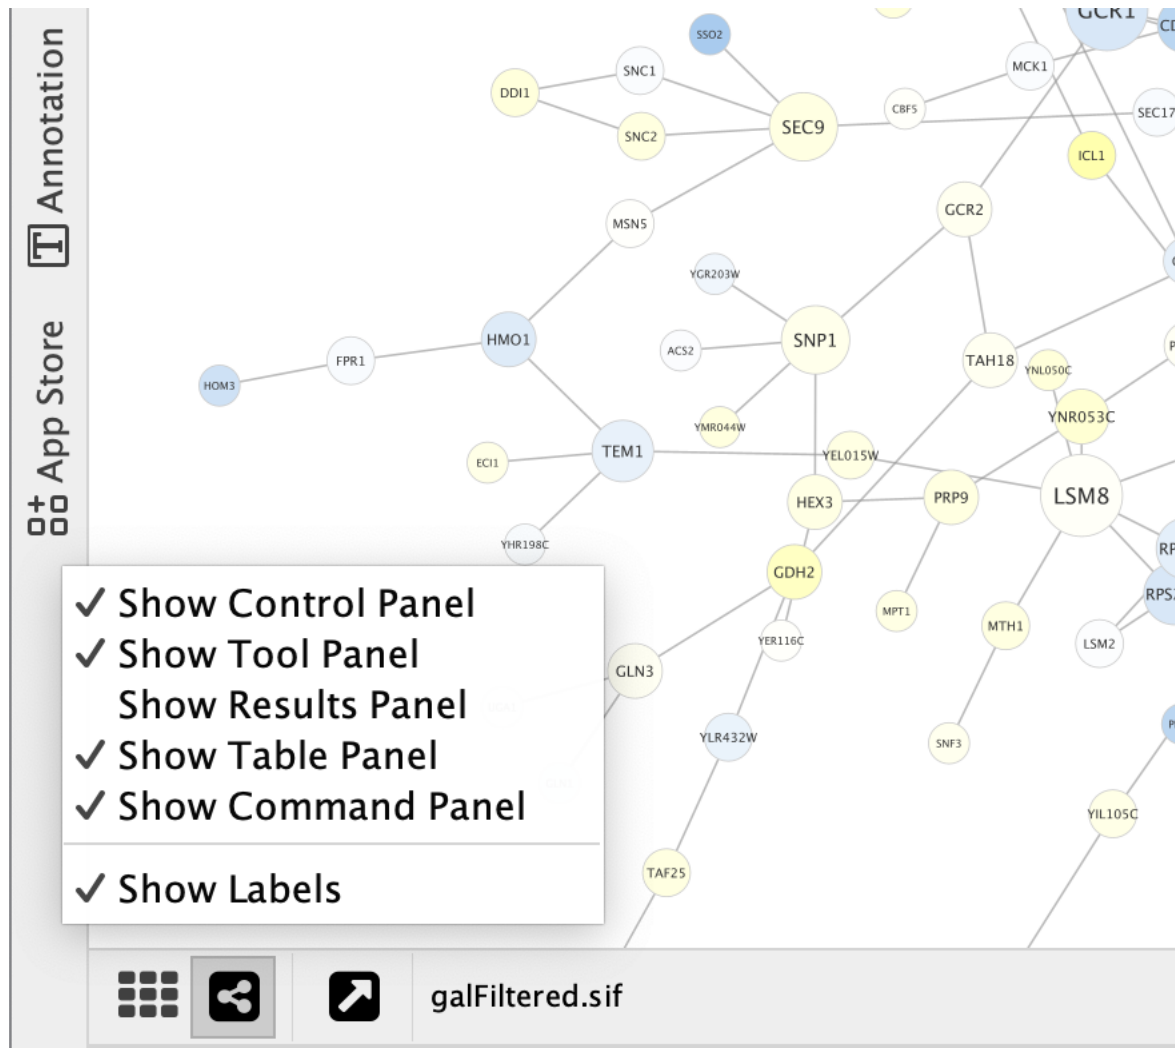 Annotation
App Store
GCR1
SSO2
SNC1
MCK1
DDI1
CBF5
SEC17
SEC9
SNC2
ICL1
GCR2
MSN5
YGR203W
HMO1
SNP1
ACS2
FPR1
TAH18
YNL050C
HOM3
YNR053C
YMR044W
TEM1
YEL015W
ECI1
LSM8
HEX3
PRP9
YHR198C
GDH2
RPS
MPT1
MTH1
YER116C
LSM2
GLN3
YLR432W
SNF3
YIL105C
TAF25
Show Control Panel
Show Tool Panel
Show Results Panel
Show Table Panel
Show Command Panel
Show Labels
galFiltered.sif